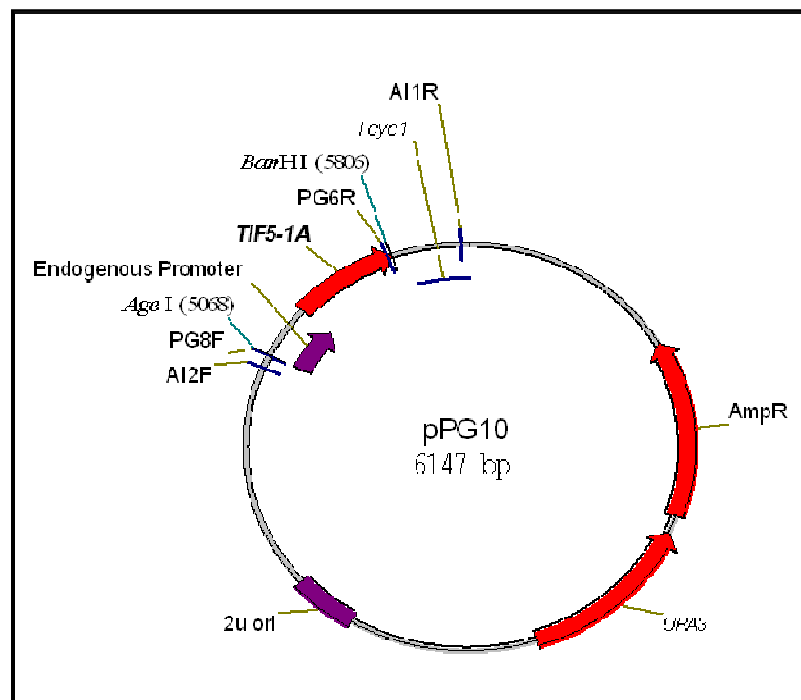 AI1R
Tcyc1
BamHI (5806)
PG6R
TIF5-1A
Endogenous Promoter
Age I (5068)
PG8F
AI2F
AmpR
pPG10
6147 bp
2u ori
URA3